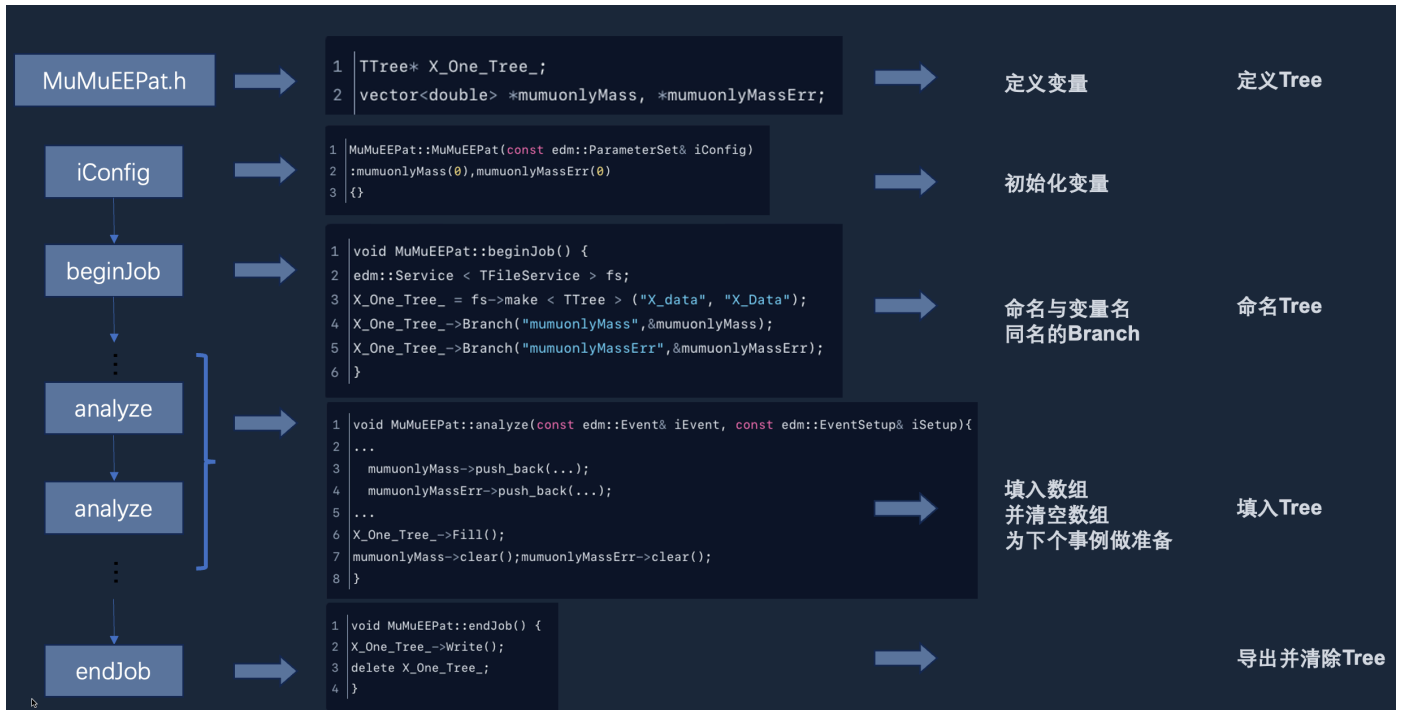 MuMuEEPat.h
1 TTree* X_One_Tree_;
2 vector<double> *mumuonlyMass, *mumuonlyMassErr;
定义变量
定义Tree
iConfig
1 MuMuEEPat::MuMuEEPat(const edm::ParameterSet& iConfig)
2 :mumuonlyMass(0),mumuonlyMassErr(0)
3 {}
初始化变量
beginJob
1 void MuMuEEPat::beginJob() {
2 edm::Service < TFileService > fs;
3 X_One_Tree_ = fs->make < TTree > ("X_data", "X_Data");
4 X_One_Tree_->Branch("mumuonlyMass",&mumuonlyMass);
5 X_One_Tree_->Branch("mumuonlyMassErr",&mumuonlyMassErr);
6 }
命名与变量名
同名的Branch
命名Tree
analyze
analyze
1 void MuMuEEPat::analyze(const edm::Event& iEvent, const edm::EventSetup& iSetup){
2 ...
3 mumuonlyMass->push_back(...);
4 mumuonlyMassErr->push_back(...);
5 ...
6 X_One_Tree_->Fill();
7 mumuonlyMass->clear();mumuonlyMassErr->clear();
8 }
填入数组
并清空数组
为下个事例做准备
填入Tree
endJob
1 void MuMuEEPat::endJob() {
2 X_One_Tree_->Write();
3 delete X_One_Tree_;
4 }
导出并清除Tree